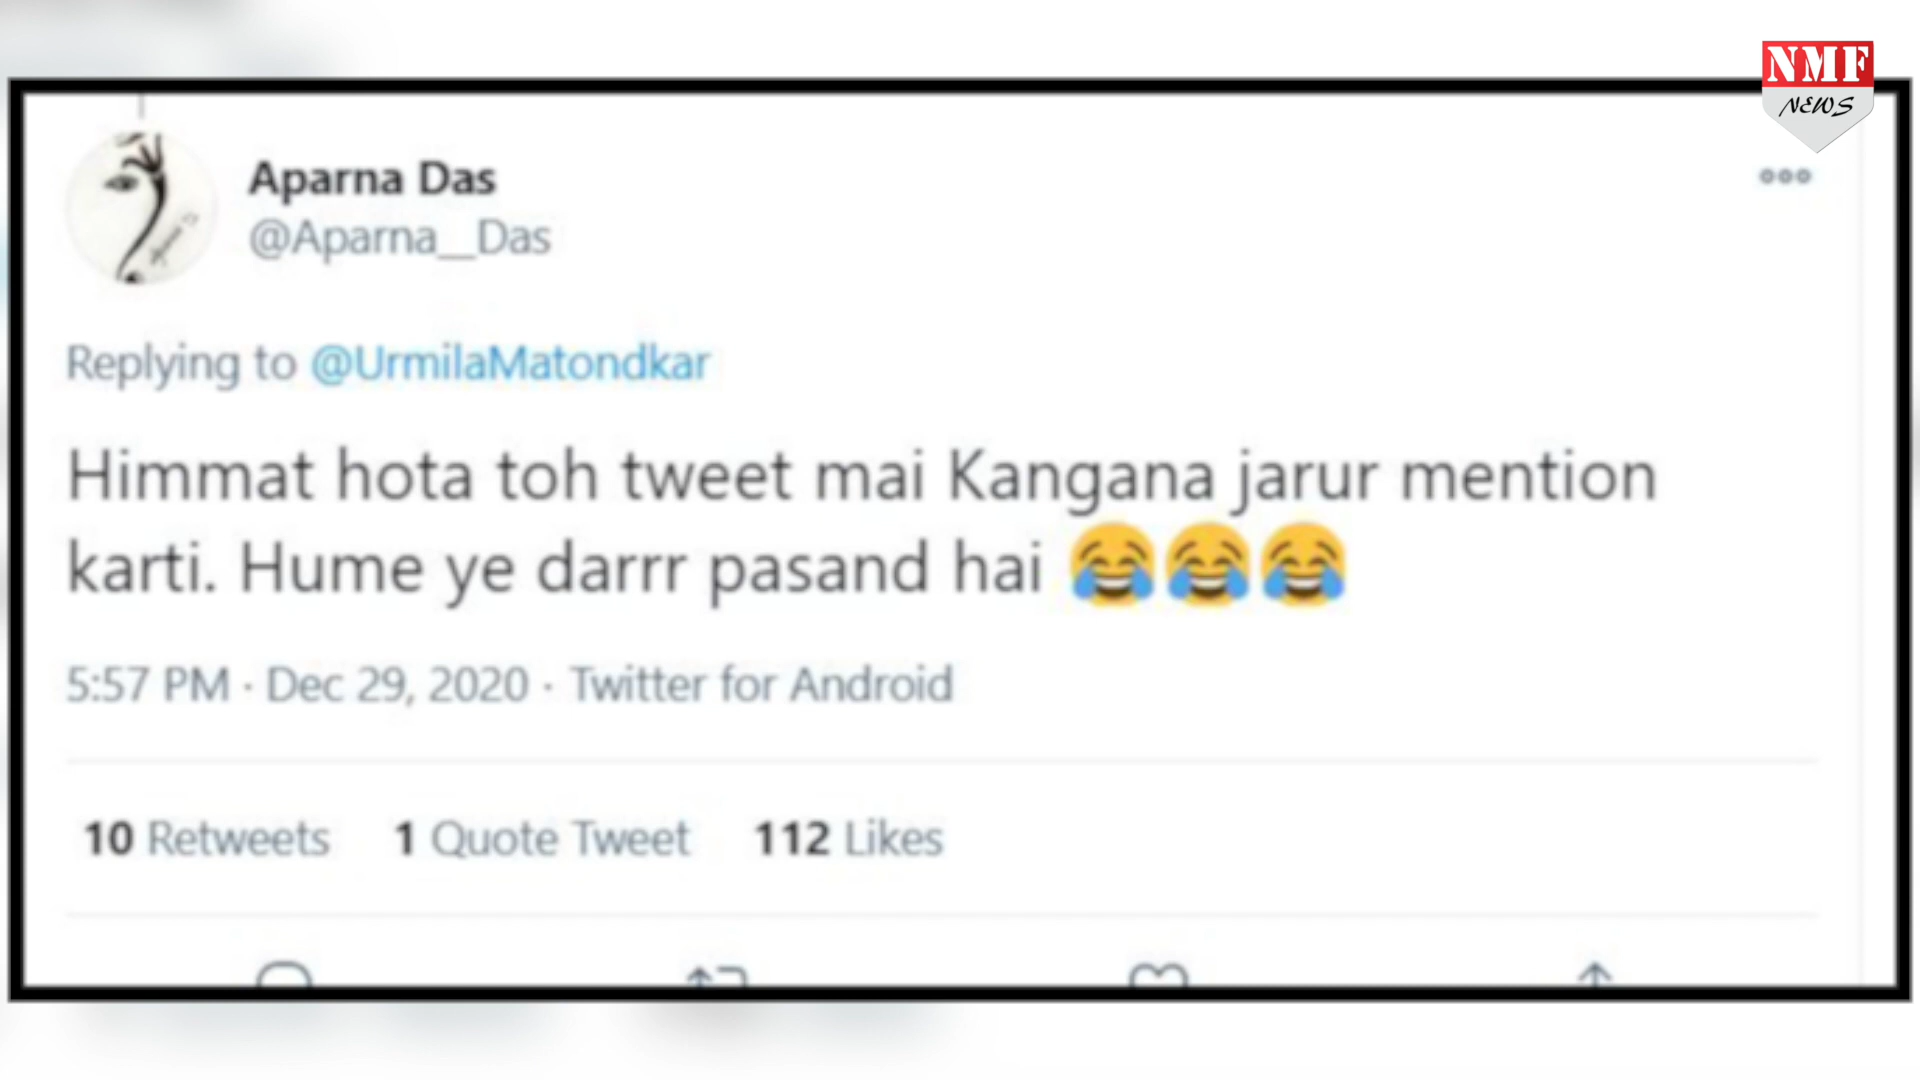 NMF
NEWS
Aparna Das
@Aparna__Das
Replying to @UrmilaMatondkar
Himmat hota toh tweet mai Kangana jarur mention
karti. Hume ye darrr pasand hai 😂😂😂
5:57 PM · Dec 29, 2020 · Twitter for Android
10 Retweets 1 Quote Tweet 112 Likes